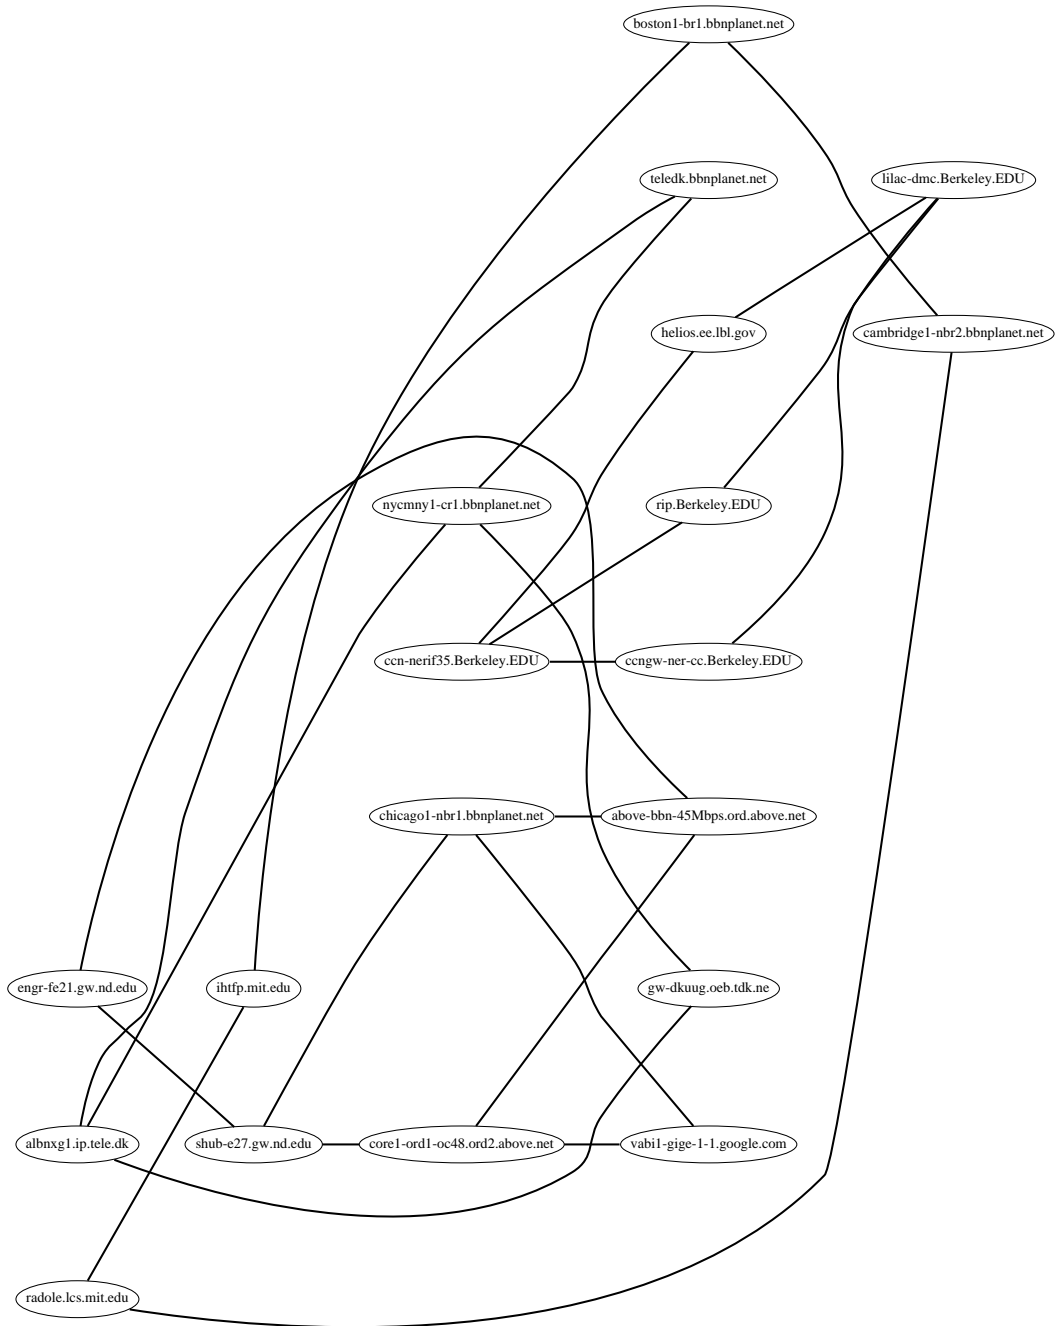 boston1-br1.bbnplanet.net
teledk.bbnplanet.net
lilac-dmc.Berkeley.EDU
helios.ee.lbl.gov
cambridge1-nbr2.bbnplanet.net
nycmny1-cr1.bbnplanet.net
rip.Berkeley.EDU
ccn-nerif35.Berkeley.EDU
ccngw-ner-cc.Berkeley.EDU
chicago1-nbr1.bbnplanet.net
above-bbn-45Mbps.ord.above.net
engr-fe21.gw.nd.edu
ihtfp.mit.edu
gw-dkuug.oeb.tdk.ne
albnxg1.ip.tele.dk
shub-e27.gw.nd.edu
core1-ord1-oc48.ord2.above.net
vabi1-gige-1-1.google.com
radole.lcs.mit.edu